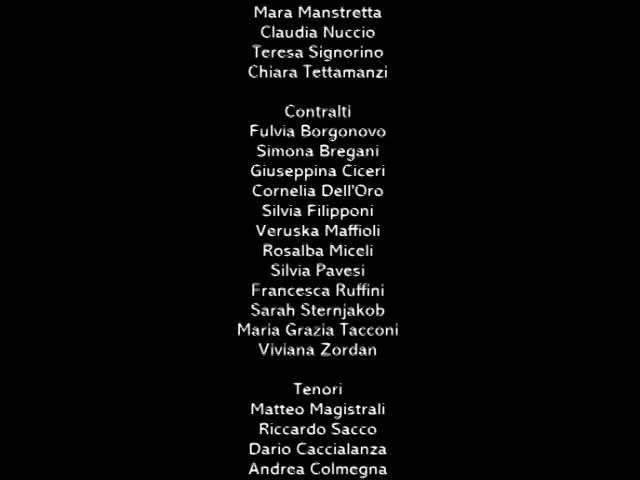 Mara Manstretta
Claudia Nuccio
Teresa Signorino
Chiara Tettamanzi
Contralti
Fulvia Borgonovo
Simona Bregani
Giuseppina Ciceri
Cornelia Dell'Oro
Silvia Filipponi
Veruska Maffioli
Rosalba Miceli
Silvia Pavesi
Francesca Ruffini
Sarah Sternjakob
Maria Grazia Tacconi
Viviana Zordan
Tenori
Matteo Magistrali
Riccardo Sacco
Dario Caccialanza
Andrea Colmegna